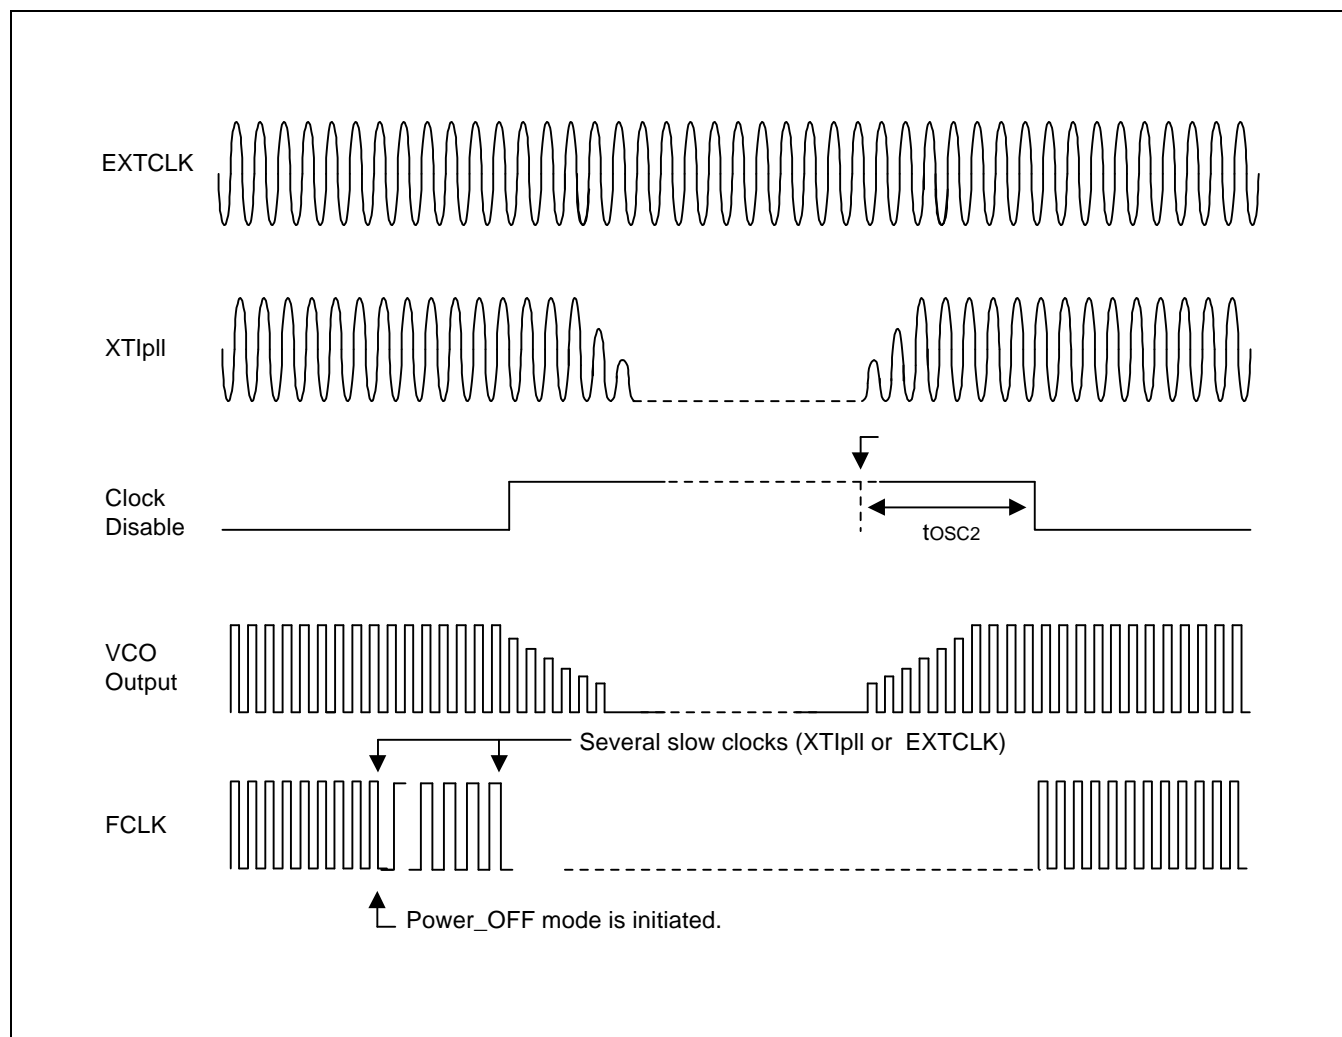 EXTCLK
XTIpll
Clock
Disable
tOSC2
VCO
Output
Several slow clocks (XTIpll or EXTCLK)
FCLK
Power_OFF mode is initiated.